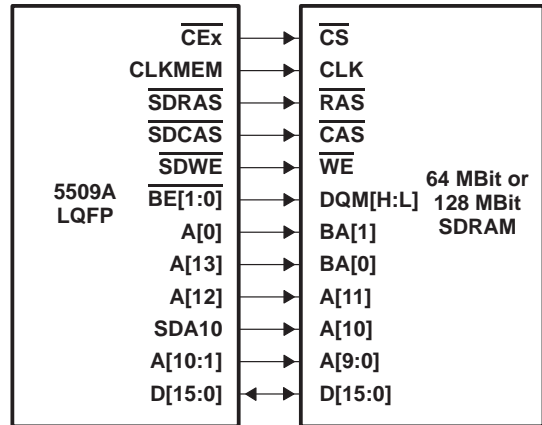 CEx CS
CLKMEM CLK
SDRAS RAS
SDCAS CAS
SDWE WE
5509A LQFP
BE[1:0] DQM[H:L]
64 MBit or
128 MBit
SDRAM
A[0] BA[1]
A[13] BA[0]
A[12] A[11]
SDA10 A[10]
A[10:1] A[9:0]
D[15:0] D[15:0]